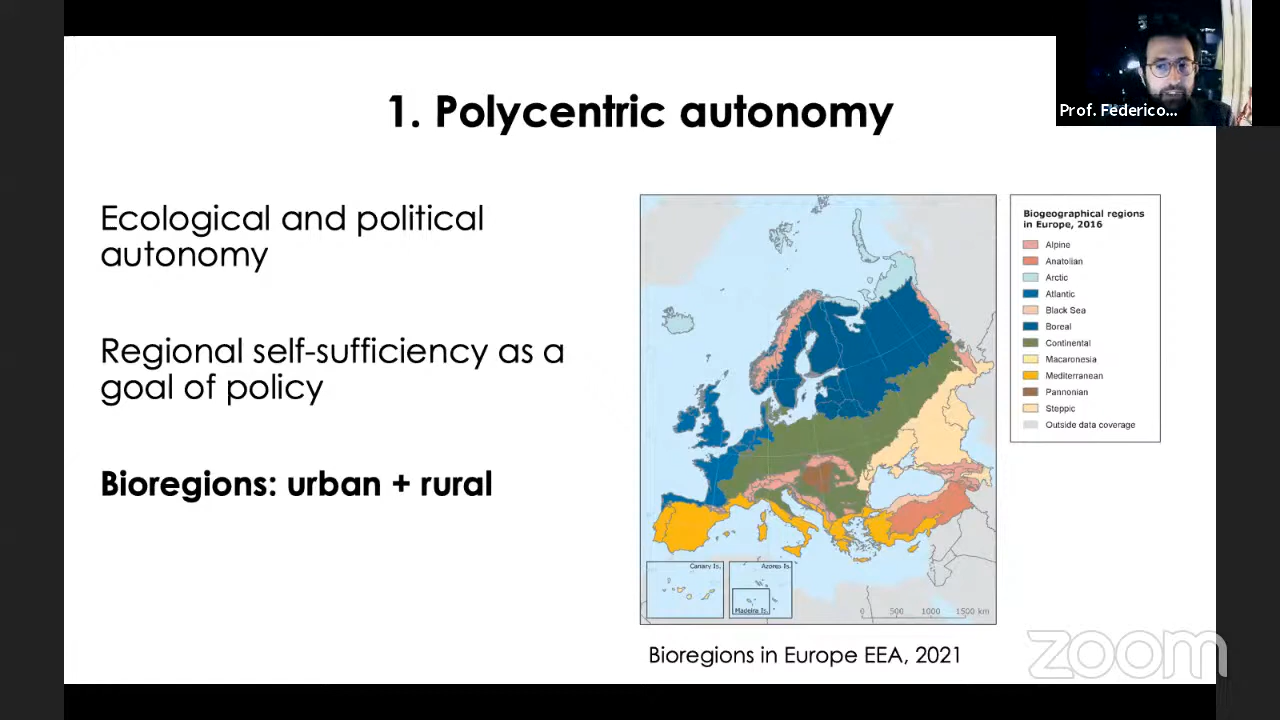 1. Polycentric autonomy
Prof. Federico...
Ecological and political
autonomy
Regional self-sufficiency as a
goal of policy
Bioregions: urban + rural
Biogeographical regions
in Europe, 2016
Alpine
Anatolian
Arctic
Atlantic
Black Sea
Boreal
Continental
Macaronesia
Mediterranean
Pannonian
Steppic
Outside data coverage
Canary Is.
Azores Is.
Madeira Is.
0 500 1000 1500 km
Bioregions in Europe EEA, 2021
zoom